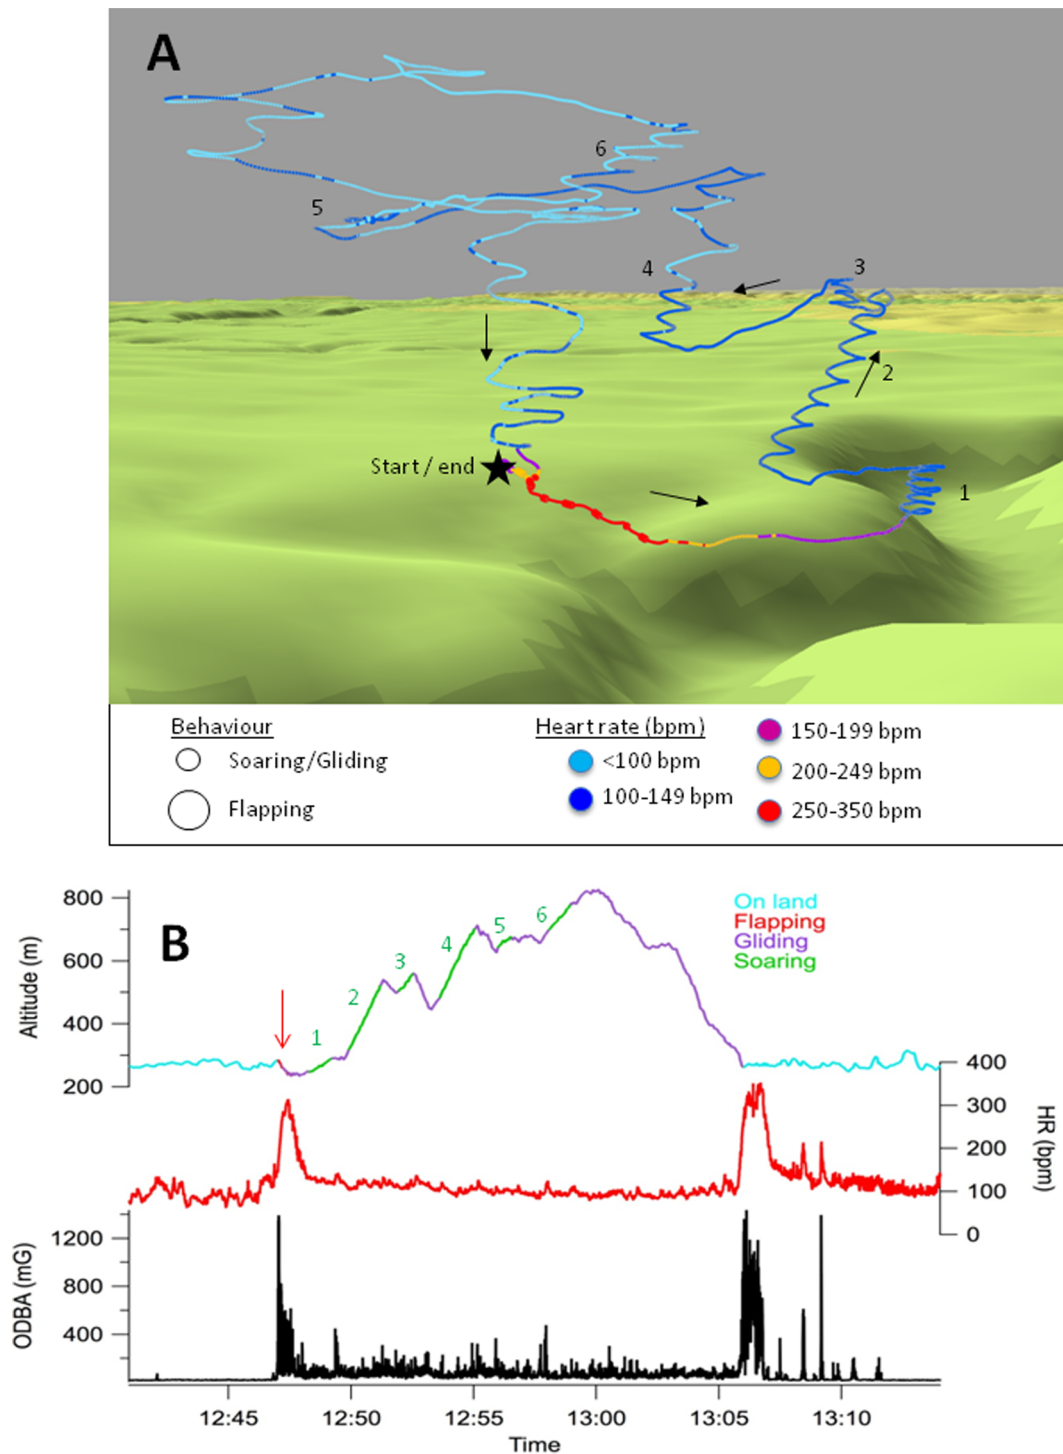 A
6
5
4
3
2
Start / end
1
Behaviour
Soaring/Gliding
Flapping
Heart rate (bpm)
<100 bpm
100-149 bpm
150-199 bpm
200-249 bpm
250-350 bpm
B
On land
Flapping
Gliding
Soaring
1
2
3
4
5
6
Altitude (m)
800
600
400
200
HR (bpm)
400
300
200
100
0
ODBA (mG)
1200
800
400
12:45 12:50 12:55 13:00 13:05 13:10
Time